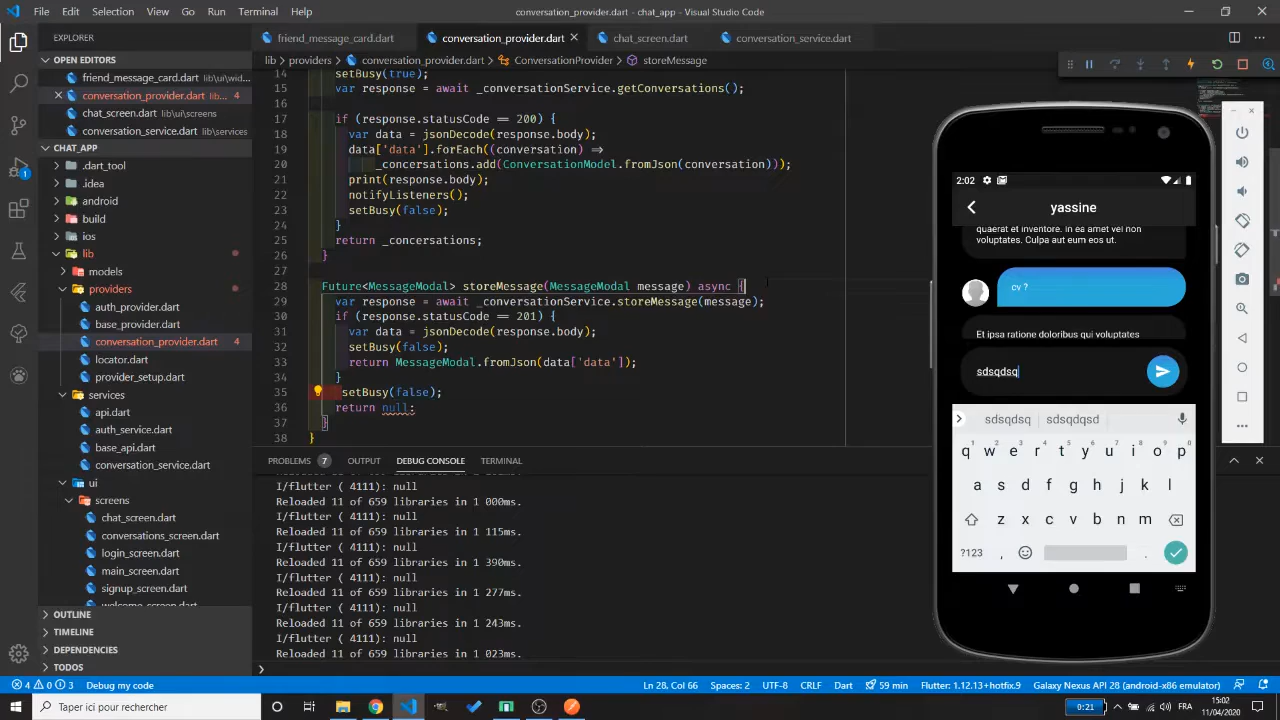 File Edit Selection View Go Run Terminal Help
conversation_provider.dart - chat_app - Visual Studio Code
EXPLORER
OPEN EDITORS
friend_message_card.dart lib\ui\wid...
conversation_provider.dart lib... 4
chat_screen.dart lib\ui\screens
conversation_service.dart lib\services
CHAT_APP
.dart_tool
.idea
android
build
ios
lib
models
providers
auth_provider.dart
base_provider.dart
conversation_provider.dart 4
locator.dart
provider_setup.dart
services
api.dart
auth_service.dart
base_api.dart
conversation_service.dart
ui
screens
chat_screen.dart
conversations_screen.dart
login_screen.dart
main_screen.dart
signup_screen.dart
welcome_screen.dart
OUTLINE
TIMELINE
DEPENDENCIES
TODOS
1
friend_message_card.dart conversation_provider.dart chat_screen.dart conversation_service.dart
lib > providers > conversation_provider.dart > ConversationProvider > storeMessage
14 setBusy(true);
15 var response = await _conversationService.getConversations();
16
17 if (response.statusCode == 200) {
18 var data = jsonDecode(response.body);
19 data['data'].forEach((conversation) =>
20 _concersations.add(ConversationModel.fromJson(conversation)));
21 print(response.body);
22 notifyListeners();
23 setBusy(false);
24 }
25 return _concersations;
26 }
27
28 Future<MessageModal> storeMessage(MessageModal message) async {
29 var response = await _conversationService.storeMessage(message);
30 if (response.statusCode == 201) {
31 var data = jsonDecode(response.body);
32 setBusy(false);
33 return MessageModal.fromJson(data['data']);
34 }
35 setBusy(false);
36 return null:
37 }
38 }
PROBLEMS 7 OUTPUT DEBUG CONSOLE TERMINAL
I/flutter ( 4111): null
Reloaded 11 of 659 libraries in 1 000ms.
I/flutter ( 4111): null
Reloaded 11 of 659 libraries in 1 115ms.
I/flutter ( 4111): null
Reloaded 11 of 659 libraries in 1 390ms.
I/flutter ( 4111): null
Reloaded 11 of 659 libraries in 1 277ms.
I/flutter ( 4111): null
Reloaded 11 of 659 libraries in 1 243ms.
I/flutter ( 4111): null
Reloaded 11 of 659 libraries in 1 023ms.
2:02
yassine
quaerat et inventore. in ea amet vel non
voluptates. Culpa aut eum eos ut.
cv ?
Et ipsa ratione doloribus qui voluptates
sdsqdsq
sdsqdsq sdsqdqsd
q1 w2 e3 r4 t5 y6 u7 i8 o9 p0
a s d f g h j k l
z x c v b n m
?123 , .
4 0 3 Debug my code
Ln 28, Col 66 Spaces: 2 UTF-8 CRLF Dart 59 min Flutter: 1.12.13+hotfix.9 Galaxy Nexus API 28 (android-x86 emulator)
Taper ici pour rechercher
0:21
FRA
15:02
11/04/2020